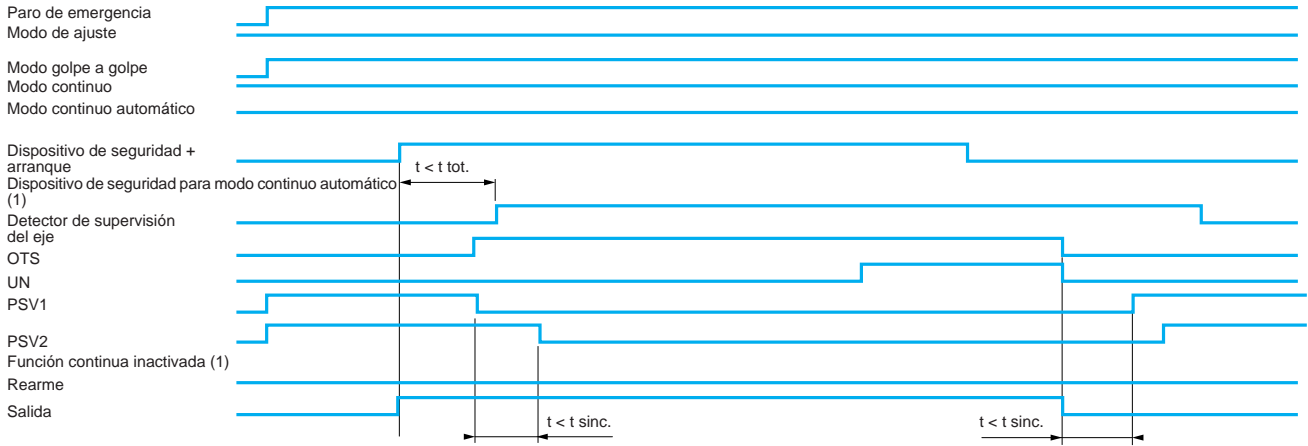 Paro de emergencia
Modo de ajuste
Modo golpe a golpe
Modo continuo
Modo continuo automático
Dispositivo de seguridad +
arranque
t < t tot.
Dispositivo de seguridad para modo continuo automático
(1)
Detector de supervisión
del eje
OTS
UN
PSV1
PSV2
Función continua inactivada (1)
Rearme
Salida
t < t sinc.
t < t sinc.